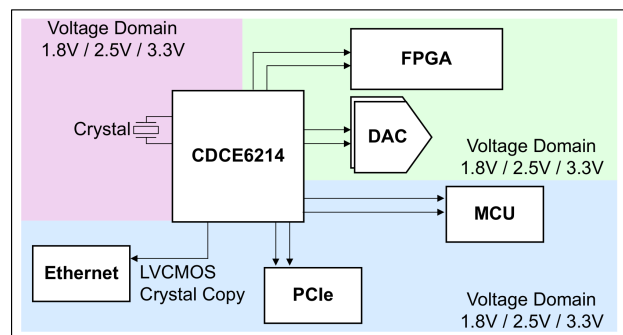 Voltage Domain
1.8V / 2.5V / 3.3V
FPGA
Crystal
CDCE6214
DAC
Voltage Domain
1.8V / 2.5V / 3.3V
MCU
Ethernet
LVCMOS
Crystal Copy
PCIe
Voltage Domain
1.8V / 2.5V / 3.3V